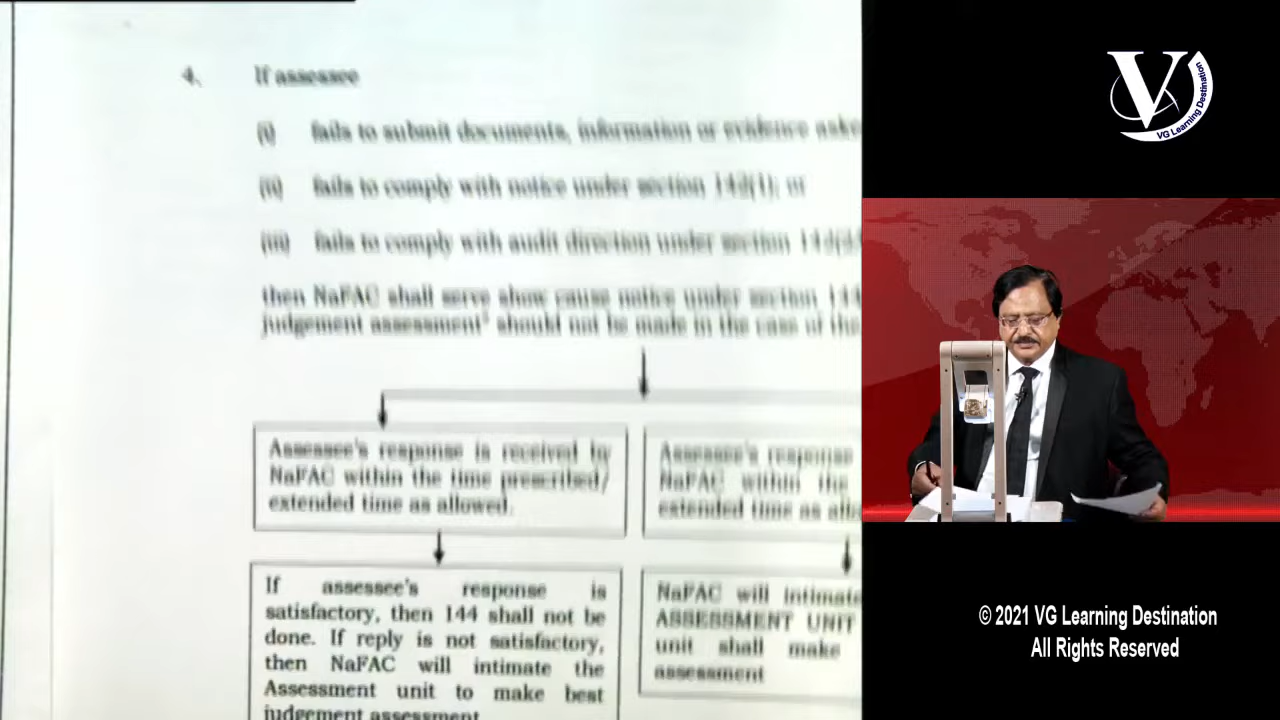 4. If assessee
(i) fails to submit documents, information or evidence
(ii) fails to comply with notice under section 142(1); or
(iii) fails to comply with audit direction under section
then NaFAC shall serve show cause notice under section 144
judgement assessment" should not be made in the case of the
Assessee's response is received by
NaFAC within the time prescribed/
extended time as allowed.
Assessee's response
NaFAC within the
extended time as
If assessee's response is
satisfactory, then 144 shall not be
done. If reply is not satisfactory,
then NaFAC will intimate the
Assessment unit to make best
judgement assessment
NaFAC will intimate
ASSESSMENT UNIT
unit shall make
assessment
V
VG Learning Destination
© 2021 VG Learning Destination
All Rights Reserved